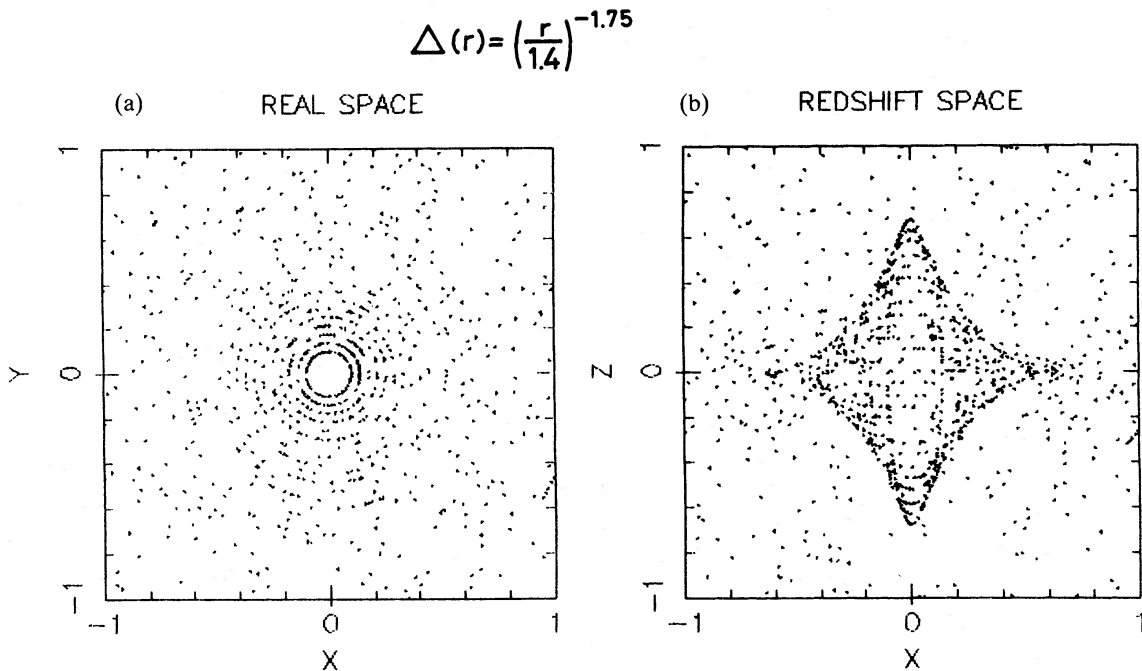 Δ(r)=(r/1.4)^-1.75
(a) REAL SPACE
(b) REDSHIFT SPACE
1
Y
0
-1
-1 0 1
X
1
Z
0
-1
-1 0 1
X